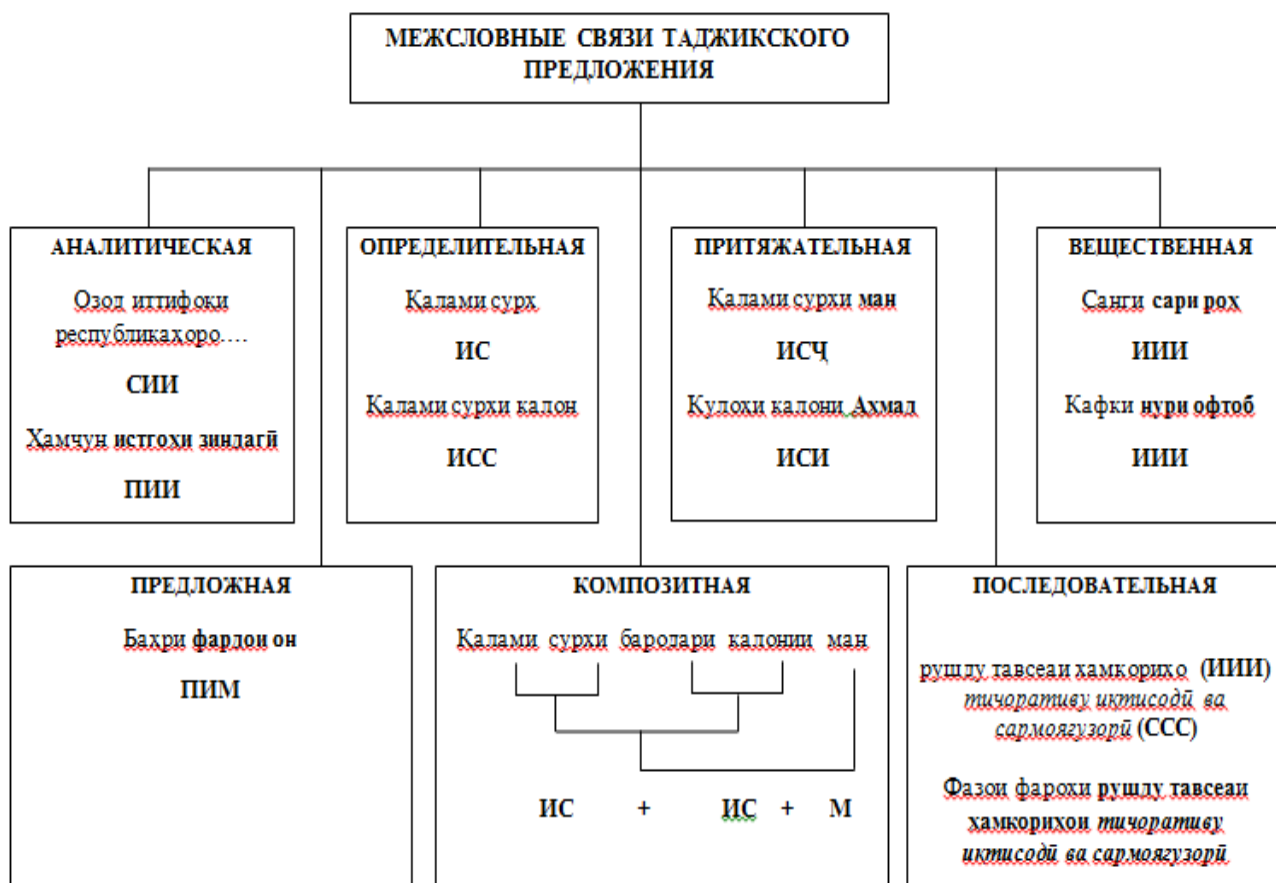 МЕЖСЛОВНЫЕ СВЯЗИ ТАДЖИКСКОГО
ПРЕДЛОЖЕНИЯ
АНАЛИТИЧЕСКАЯ
Озод иттифоқи
республикаҳоро....
СИИ
Ҳамчун истгоҳи зиндагӣ
ПИИ
ОПРЕДЕЛИТЕЛЬНАЯ
Қалами сурх
ИС
Қалами сурхи калон
ИСС
ПРИТЯЖАТЕЛЬНАЯ
Қалами сурхи ман
ИСҶ
Кулоҳи калони Аҳмад
ИСИ
ВЕЩЕСТВЕННАЯ
Санги сари роҳ
ИИИ
Кафки нури офтоб
ИИИ
ПРЕДЛОЖНАЯ
Баҳри фардои он
ПИМ
КОМПОЗИТНАЯ
Қалами сурхи бародари калонии ман
ИС + ИС + М
ПОСЛЕДОВАТЕЛЬНАЯ
рушду тавсеаи ҳамкориҳо (ИИИ)
тиҷоративу иқтисодӣ ва
сармоягузорӣ (ССС)
Фазои фарохи рушду тавсеаи
ҳамкориҳои тиҷоративу
иқтисодӣ ва сармоягузорӣ